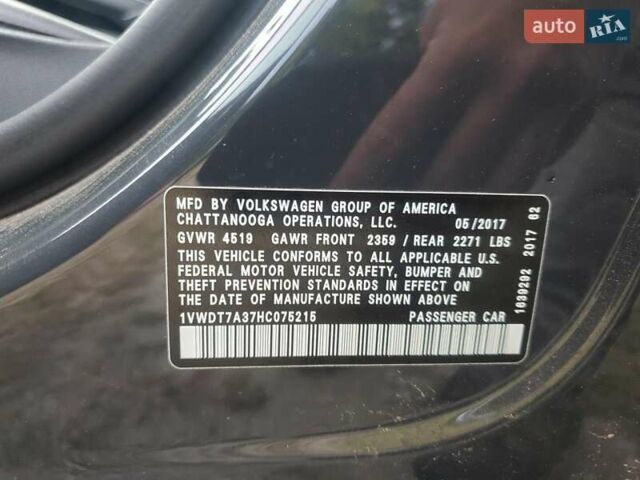 auto RIA.com
MFD BY VOLKSWAGEN GROUP OF AMERICA
CHATTANOOGA OPERATIONS, LLC. 05/2017
GVWR 4519 GAWR FRONT 2359 / REAR 2271 LBS
THIS VEHICLE CONFORMS TO ALL APPLICABLE U.S.
FEDERAL MOTOR VEHICLE SAFETY, BUMPER AND
THEFT PREVENTION STANDARDS IN EFFECT ON
THE DATE OF MANUFACTURE SHOWN ABOVE
1VWDT7A37HC075215 PASSENGER CAR
1639292 2017 62